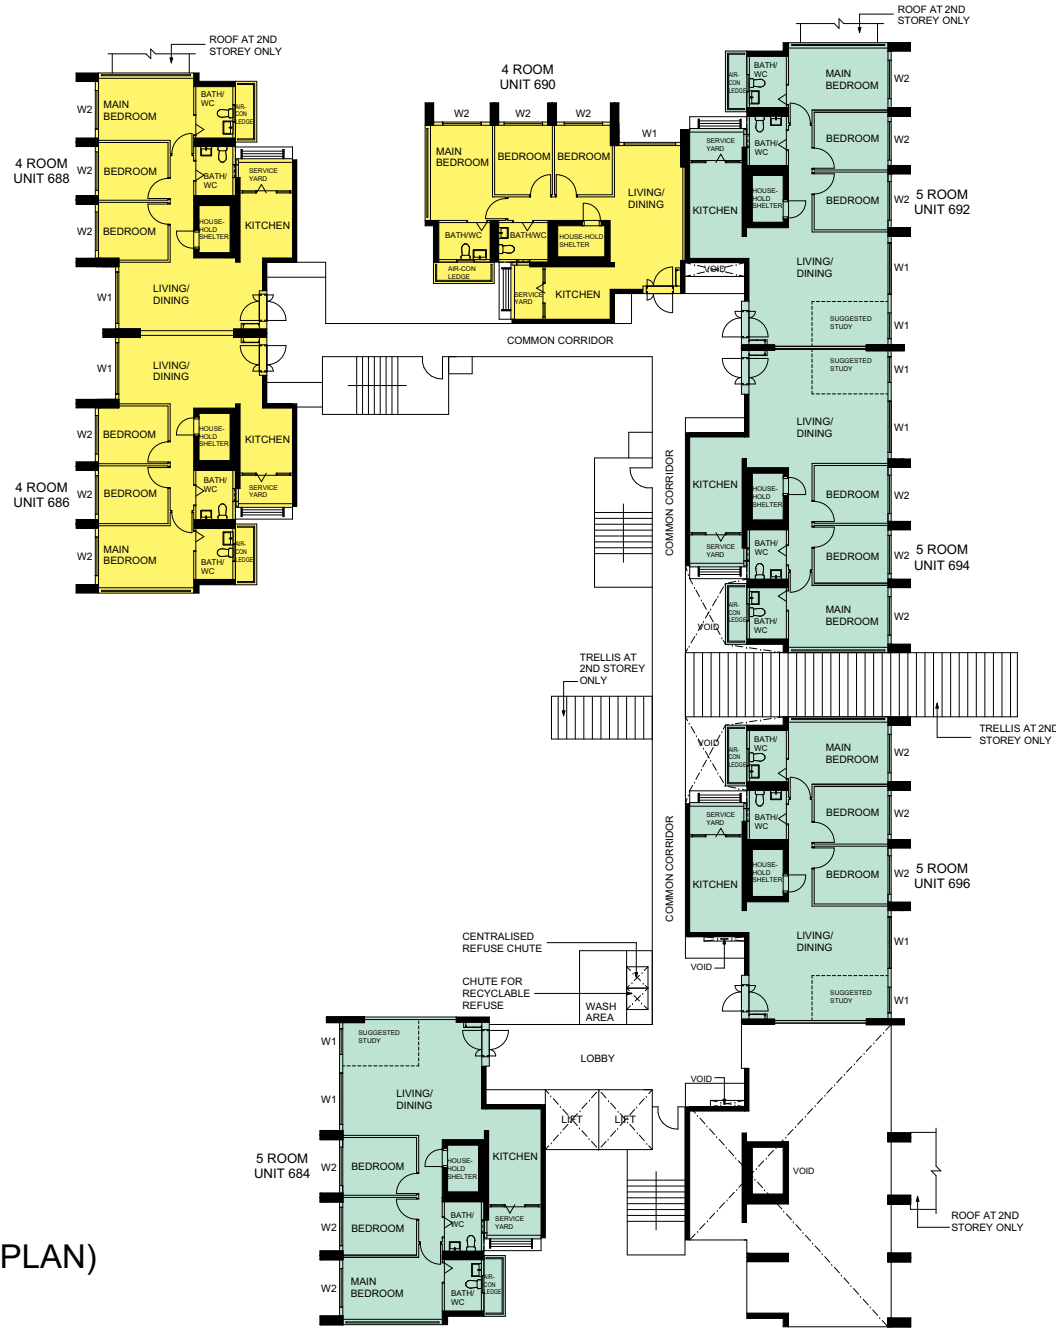 ROOF AT 2ND
STOREY ONLY
ROOF AT 2ND
STOREY ONLY
4 ROOM
UNIT 690
4 ROOM
UNIT 688
W2
W2
W2
W1
MAIN
BEDROOM
BEDROOM
BEDROOM
BATH/
WC
AIR-
CON
LEDGE
BATH/
WC
SERVICE
YARD
HOUSE-
HOLD
SHELTER
KITCHEN
LIVING/
DINING
W2
W2
W2
W1
MAIN
BEDROOM
BEDROOM
BEDROOM
LIVING/
DINING
BATH/WC
BATH/WC
HOUSE-HOLD
SHELTER
AIR-CON
LEDGE
SERVICE
YARD
KITCHEN
COMMON CORRIDOR
5 ROOM
UNIT 692
AIR-
CON
LEDGE
BATH/
WC
MAIN
BEDROOM
W2
SERVICE
YARD
BATH/
WC
BEDROOM
W2
KITCHEN
HOUSE-
HOLD
SHELTER
BEDROOM
W2
VOID
LIVING/
DINING
W1
SUGGESTED
STUDY
W1
4 ROOM
UNIT 686
W1
LIVING/
DINING
W2
BEDROOM
HOUSE-
HOLD
SHELTER
KITCHEN
W2
BEDROOM
BATH/
WC
SERVICE
YARD
W2
MAIN
BEDROOM
BATH/
WC
AIR-
CON
LEDGE
SUGGESTED
STUDY
W1
LIVING/
DINING
W1
COMMON CORRIDOR
KITCHEN
HOUSE-
HOLD
SHELTER
BEDROOM
W2
SERVICE
YARD
BATH/
WC
BEDROOM
W2
5 ROOM
UNIT 694
VOID
AIR-
CON
LEDGE
BATH/
WC
MAIN
BEDROOM
W2
TRELLIS AT
2ND STOREY
ONLY
TRELLIS AT 2ND
STOREY ONLY
VOID
AIR-
CON
LEDGE
BATH/
WC
MAIN
BEDROOM
W2
SERVICE
YARD
BATH/
WC
BEDROOM
W2
COMMON CORRIDOR
KITCHEN
HOUSE-
HOLD
SHELTER
BEDROOM
W2
5 ROOM
UNIT 696
LIVING/
DINING
W1
VOID
SUGGESTED
STUDY
W1
CENTRALISED
REFUSE CHUTE
CHUTE FOR
RECYCLABLE
REFUSE
WASH
AREA
LOBBY
LIFT
LIFT
VOID
VOID
ROOF AT 2ND
STOREY ONLY
5 ROOM
UNIT 684
W1
SUGGESTED
STUDY
W1
LIVING/
DINING
W2
BEDROOM
HOUSE-
HOLD
SHELTER
KITCHEN
W2
BEDROOM
BATH/
WC
SERVICE
YARD
W2
MAIN
BEDROOM
BATH/
WC
AIR-
CON
LEDGE
PLAN)